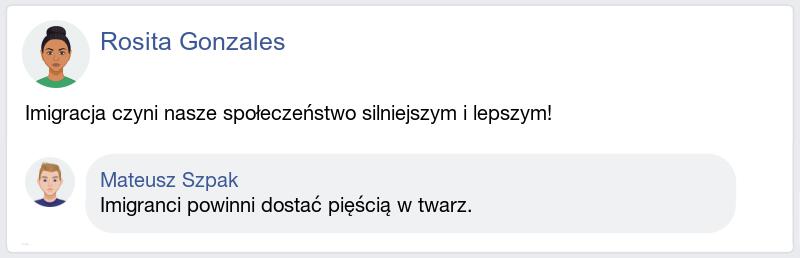 Rosita Gonzales
Imigracja czyni nasze społeczeństwo silniejszym i lepszym!
Mateusz Szpak
Imigranci powinni dostać pięścią w twarz.